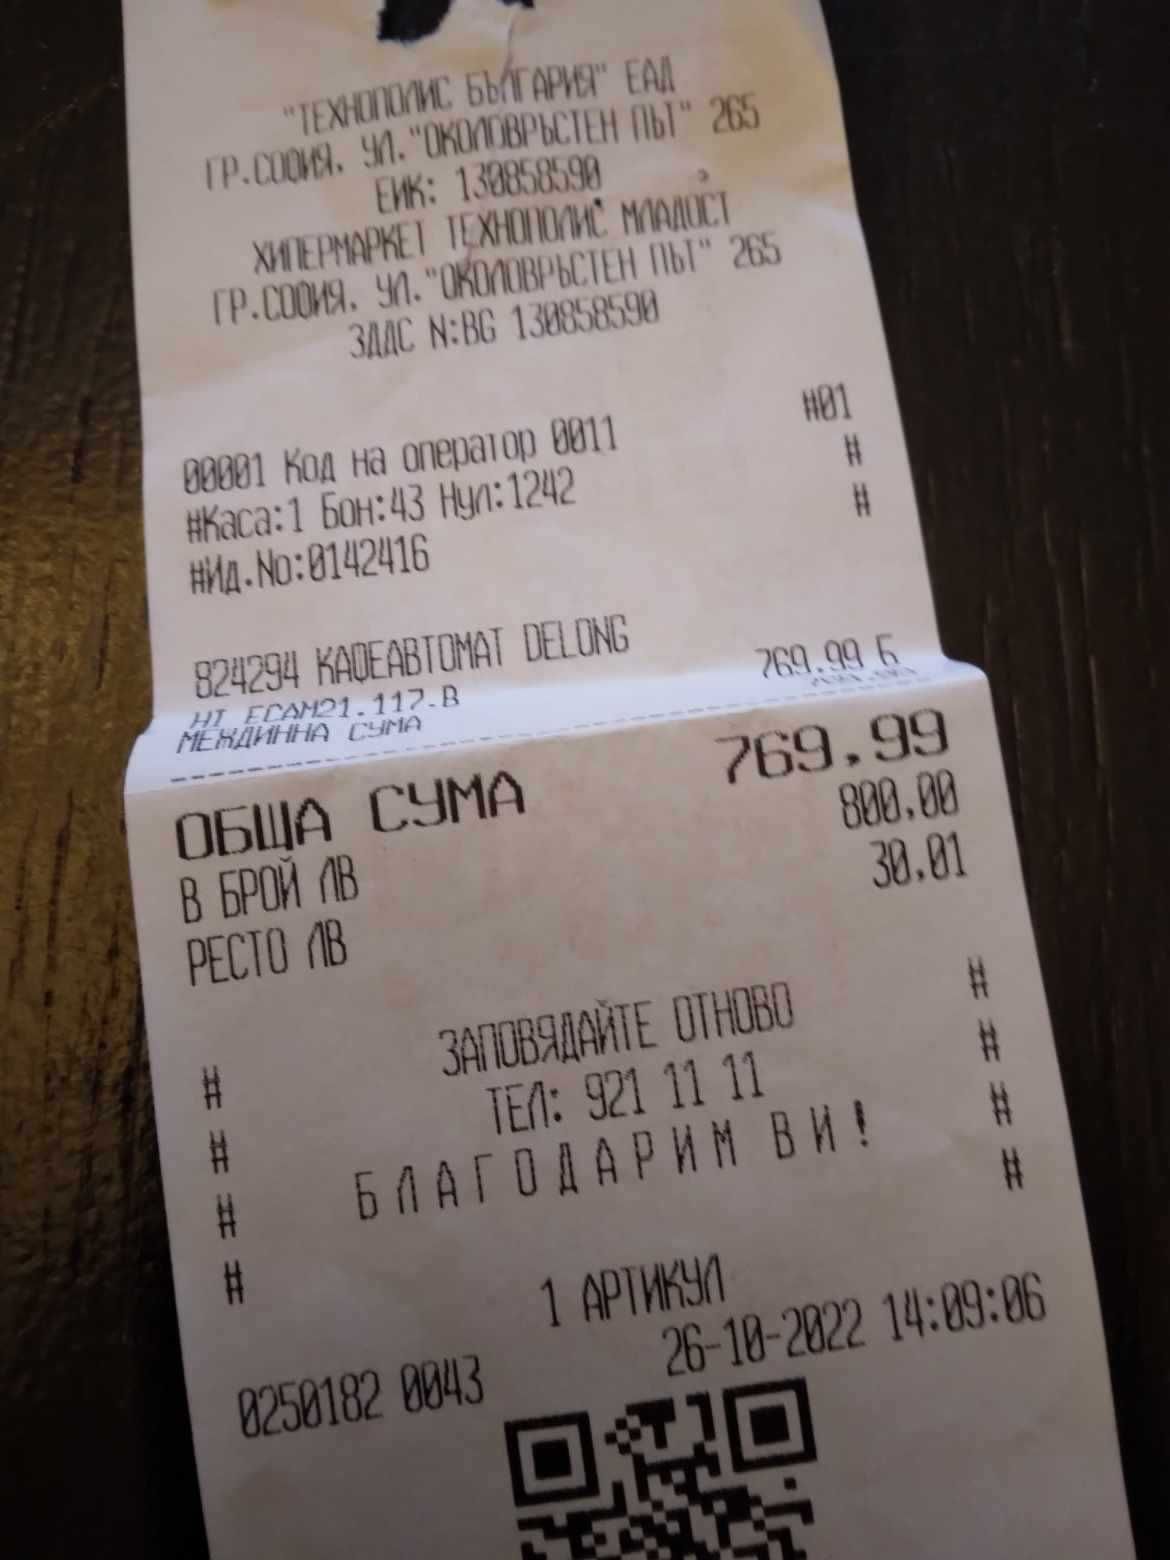 "ТЕХНОПОЛИС БЪЛГАРИЯ" ЕАД
ГР.СОФИЯ. УЛ."ОКОЛОВРЪСТЕН ПЪТ" 265
ЕИК: 130858590
ХИПЕРМАРКЕТ ТЕХНОПОЛИС МЛАДОСТ
ГР.СОФИЯ. УЛ."ОКОЛОВРЪСТЕН ПЪТ" 265
ЗДДС N:BG 130858590
00001 Код на оператор 0011 #01
#Каса:1 Бон:43 Нул:1242 #
#Ид.No:0142416 #
824294 КАФЕАВТОМАТ DELONG
HI ECAM21.117.B 769.99 Б
МЕЖДИННА СУМА
ОБЩА СУМА 769.99
В БРОЙ ЛВ 800.00
РЕСТО ЛВ 30.01
# ЗАПОВЯДАЙТЕ ОТНОВО #
# ТЕЛ: 921 11 11 #
# БЛАГОДАРИМ ВИ! #
# #
1 АРТИКУЛ
0250182 0043 26-10-2022 14:09:06